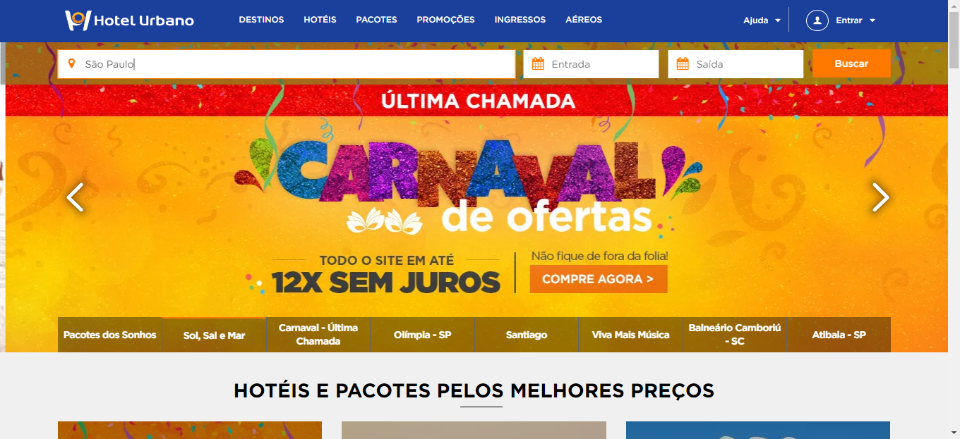 Hotel Urbano
DESTINOS HOTÉIS PACOTES PROMOÇÕES INGRESSOS AÉREOS Ajuda Entrar
São Paulo Entrada Saída Buscar
ÚLTIMA CHAMADA
CARNAVAL
de ofertas
TODO O SITE EM ATÉ
12X SEM JUROS
Não fique de fora da folia!
COMPRE AGORA >
Pacotes dos Sonhos
Sol, Sal e Mar
Carnaval - Última
Chamada
Olímpia - SP
Santiago
Viva Mais Música
Balneário Camboriú
- SC
Atibaia - SP
HOTÉIS E PACOTES PELOS MELHORES PREÇOS